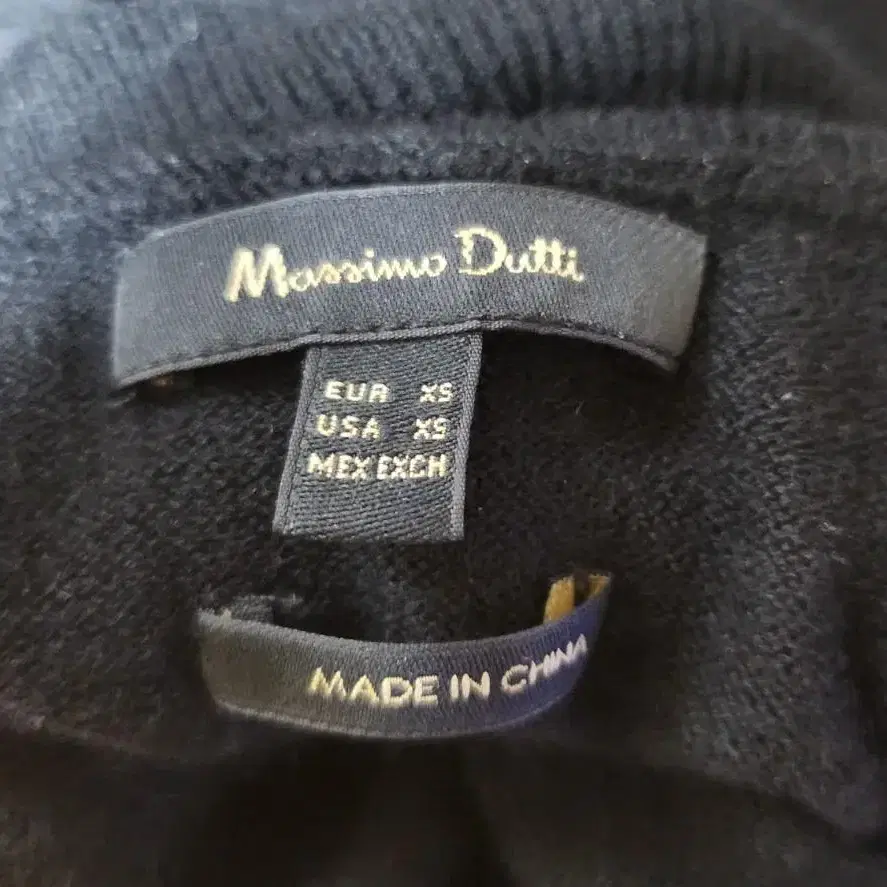 Massimo Dutti
EUR XS
USA XS
MEX EXCH
MADE IN CHINA